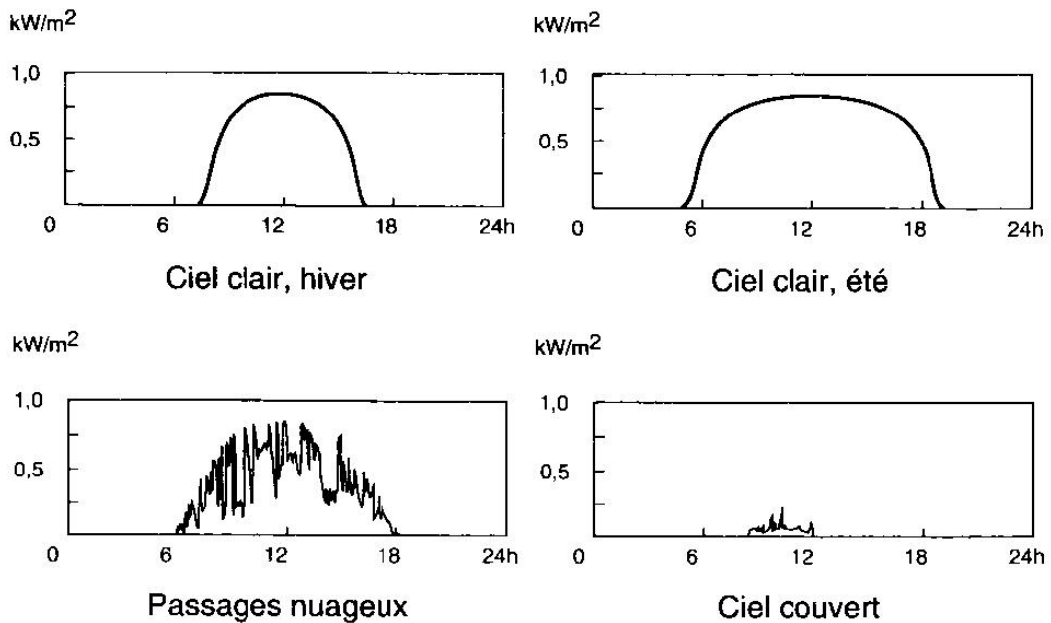 kW/m²
1,0
0,5
0 6 12 18 24h
Ciel clair, hiver
kW/m²
1,0
0,5
0 6 12 18 24h
Ciel clair, été
kW/m²
1,0
0,5
0 6 12 18 24h
Passages nuageux
kW/m²
1,0
0,5
0 6 12 18 24h
Ciel couvert